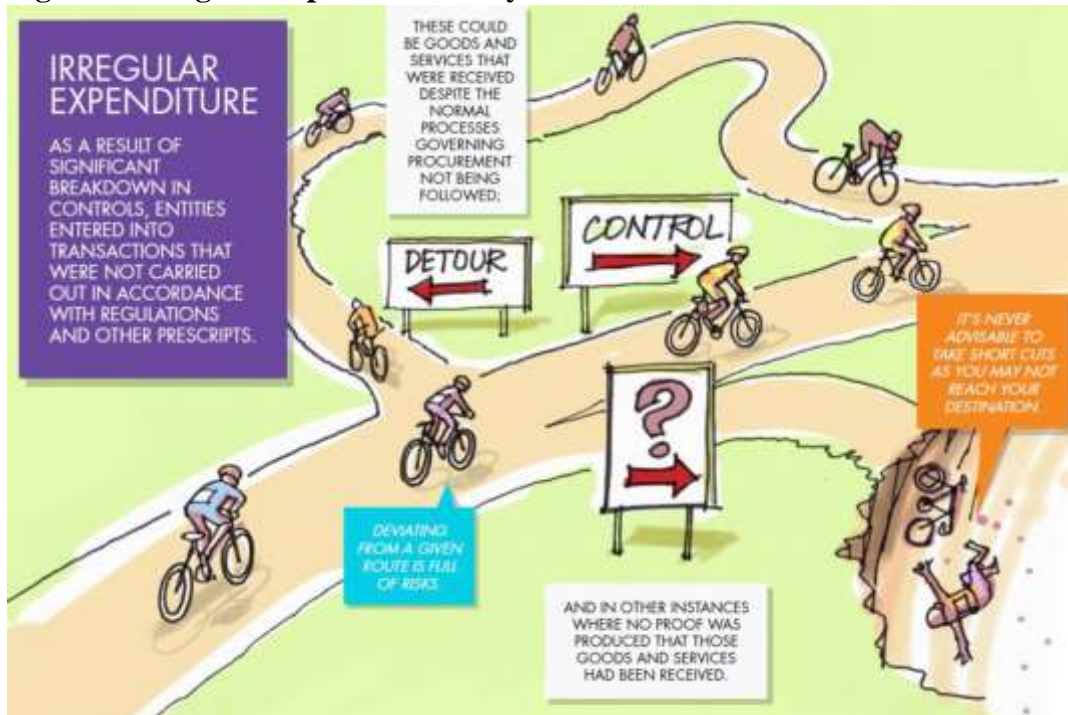 IRREGULAR
EXPENDITURE
AS A RESULT OF
SIGNIFICANT
BREAKDOWN IN
CONTROLS, ENTITIES
ENTERED INTO
TRANSACTIONS THAT
WERE NOT CARRIED
OUT IN ACCORDANCE
WITH REGULATIONS
AND OTHER PRESCRIPTS.
THESE COULD
BE GOODS AND
SERVICES THAT
WERE RECEIVED
DESPITE THE
NORMAL
PROCESSES
GOVERNING
PROCUREMENT
NOT BEING
FOLLOWED;
DETOUR
CONTROL
?
IT'S NEVER
ADVISABLE TO
TAKE SHORT CUTS
AS YOU MAY NOT
REACH YOUR
DESTINATION.
DEVIATING
FROM A GIVEN
ROUTE IS FULL
OF RISKS.
AND IN OTHER INSTANCES
WHERE NO PROOF WAS
PRODUCED THAT THOSE
GOODS AND SERVICES
HAD BEEN RECEIVED.